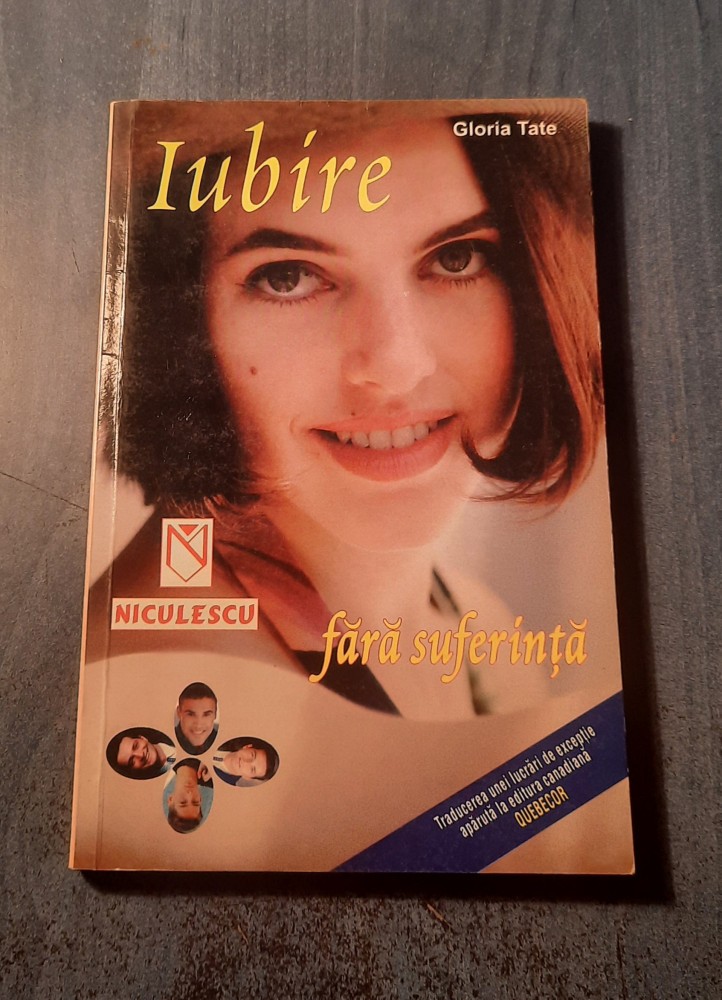 Gloria Tate
Iubire
NICULESCU
fără suferință
Traducerea unei lucrări de excepție
apărută la editura canadiană
QUEBECOR